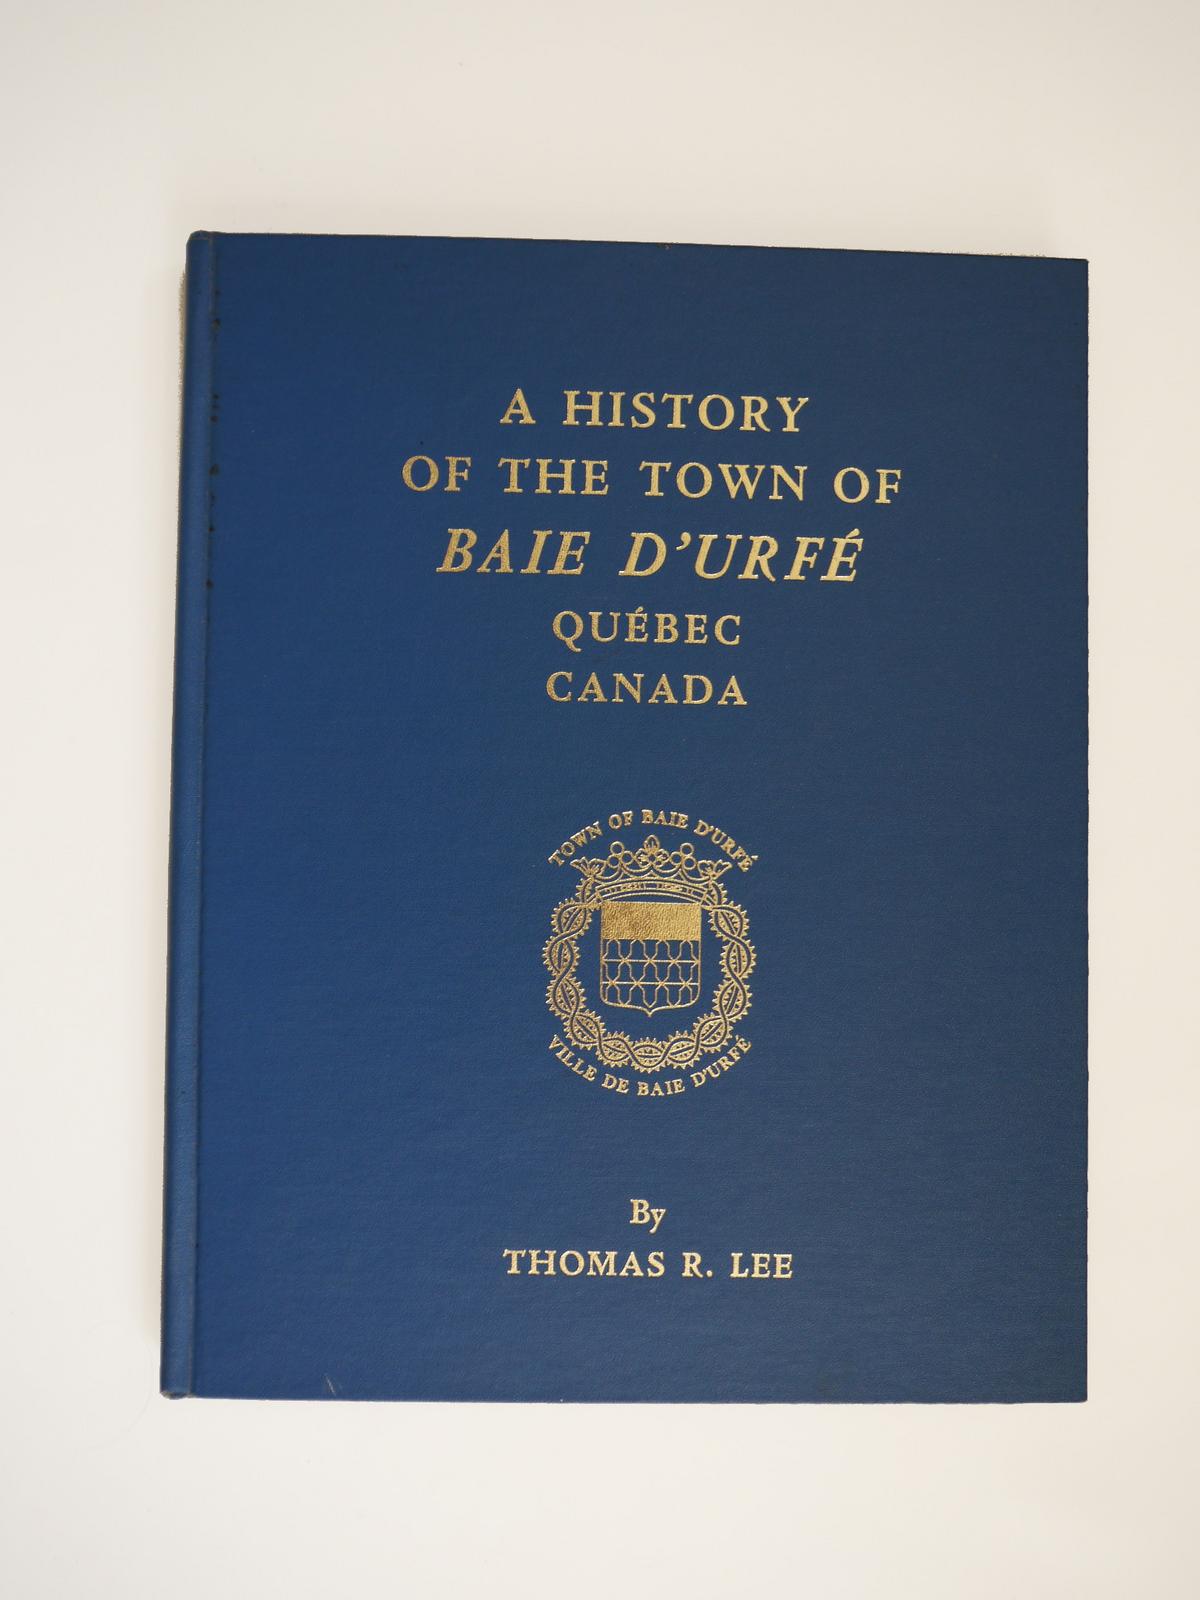 A HISTORY
OF THE TOWN OF
BAIE D'URFÉ
QUÉBEC
CANADA
TOWN OF BAIE D'URFÉ
VILLE DE BAIE D'URFÉ
By
THOMAS R. LEE